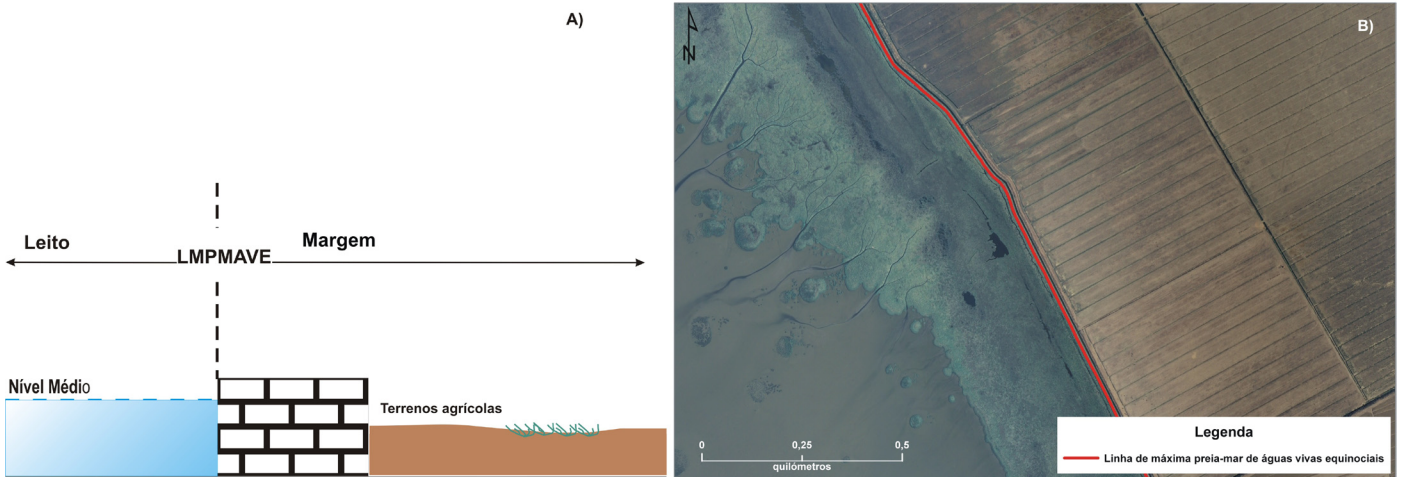 A)
Leito
Margem
LMPMAVE
Nível Médio
Terrenos agrícolas
B)
N
0
0,25
0,5
quilómetros
Legenda
Linha de máxima preia-mar de águas vivas equinociais